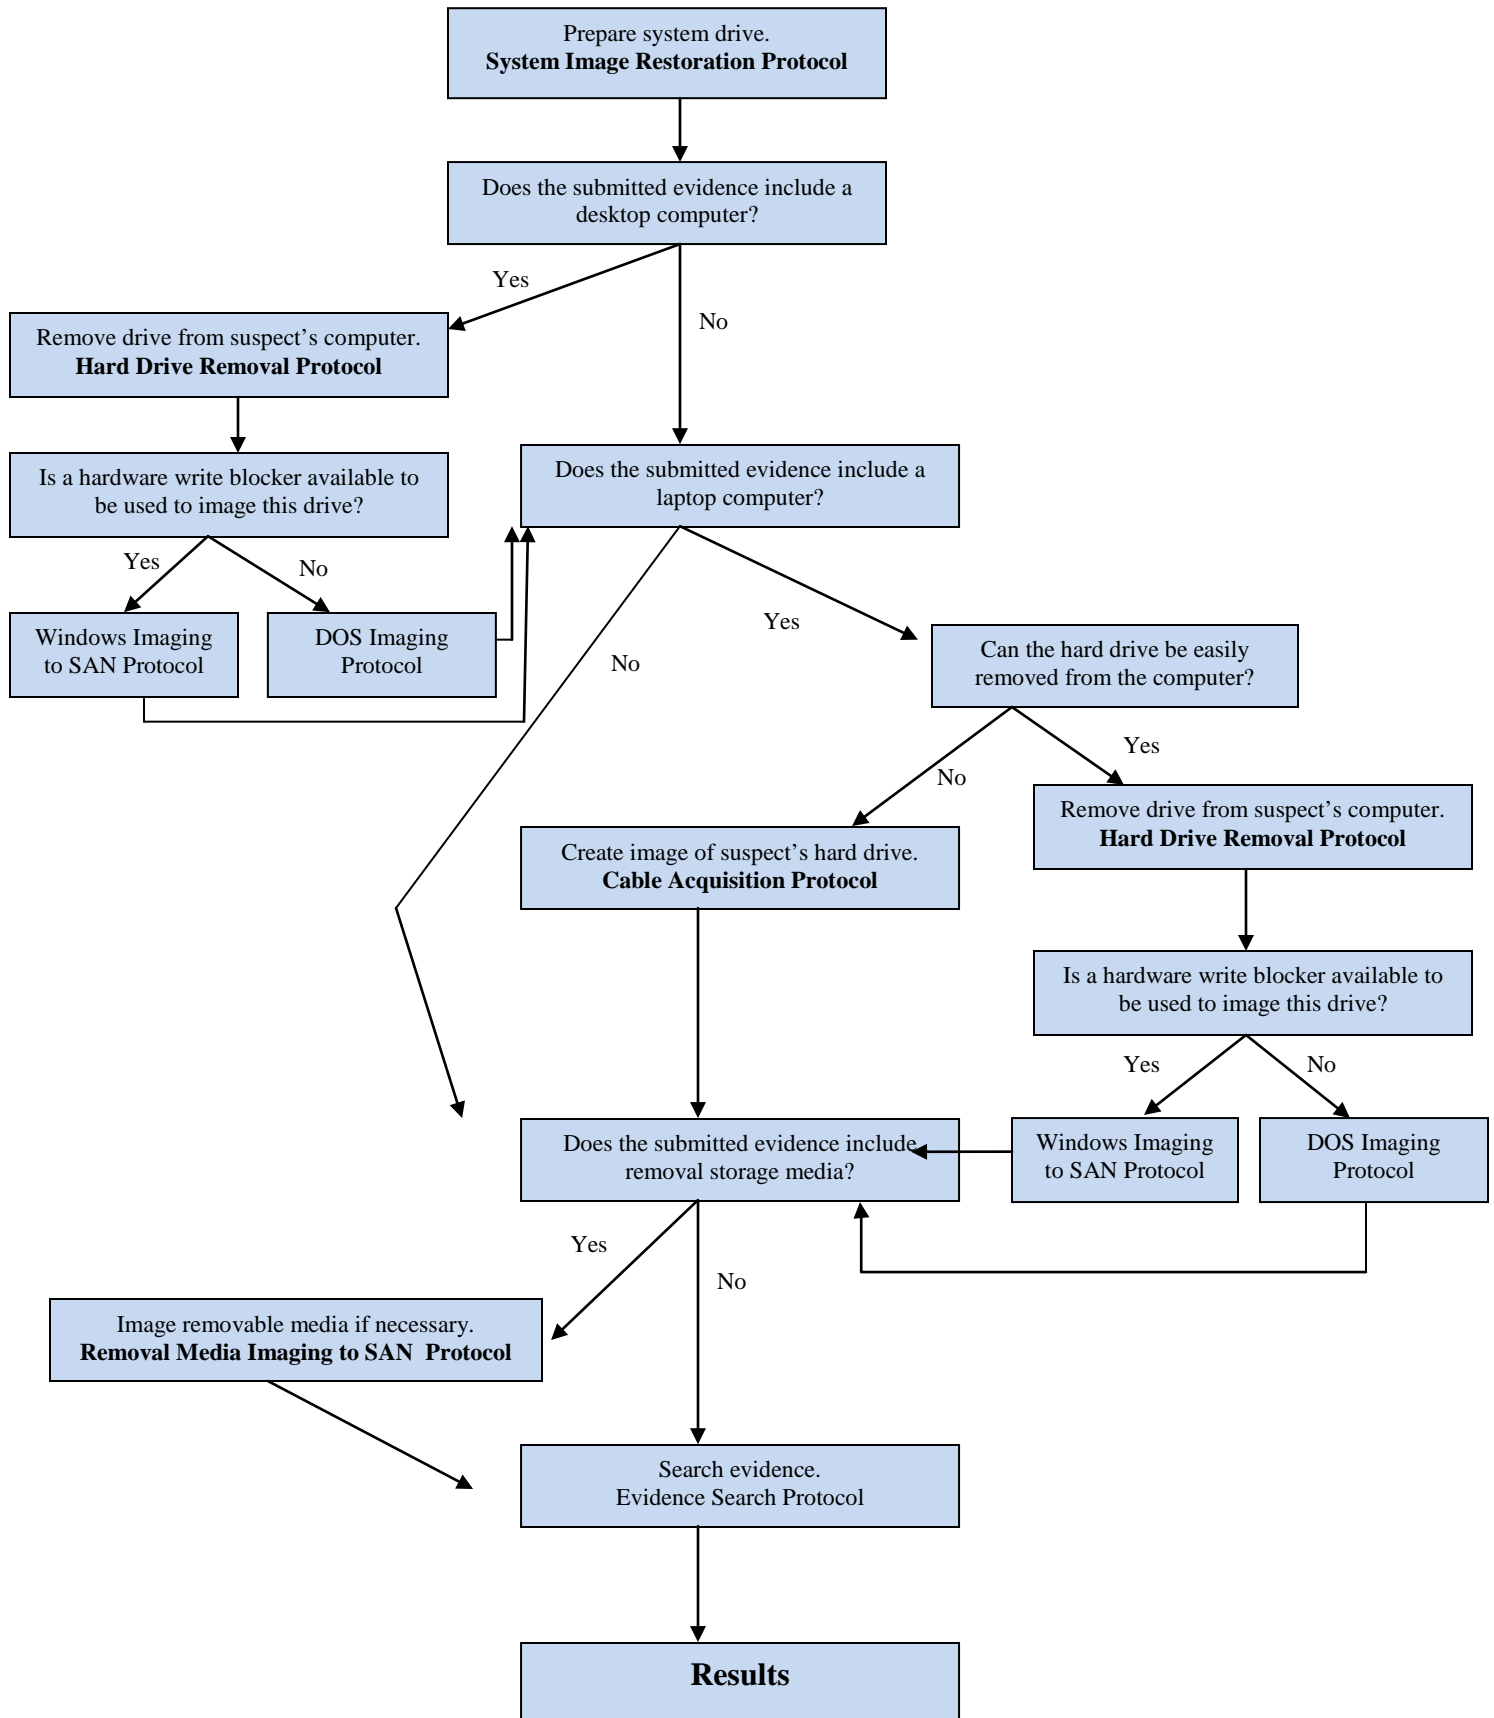 Prepare system drive.
System Image Restoration Protocol
Does the submitted evidence include a
desktop computer?
Yes
No
Remove drive from suspect’s computer.
Hard Drive Removal Protocol
Is a hardware write blocker available to
be used to image this drive?
Yes
No
Windows Imaging
to SAN Protocol
DOS Imaging
Protocol
Does the submitted evidence include a
laptop computer?
Yes
No
Can the hard drive be easily
removed from the computer?
Yes
No
Remove drive from suspect’s computer.
Hard Drive Removal Protocol
Create image of suspect’s hard drive.
Cable Acquisition Protocol
Is a hardware write blocker available to
be used to image this drive?
Yes
No
Windows Imaging
to SAN Protocol
DOS Imaging
Protocol
Does the submitted evidence include
removal storage media?
Yes
No
Image removable media if necessary.
Removal Media Imaging to SAN  Protocol
Search evidence.
Evidence Search Protocol
Results